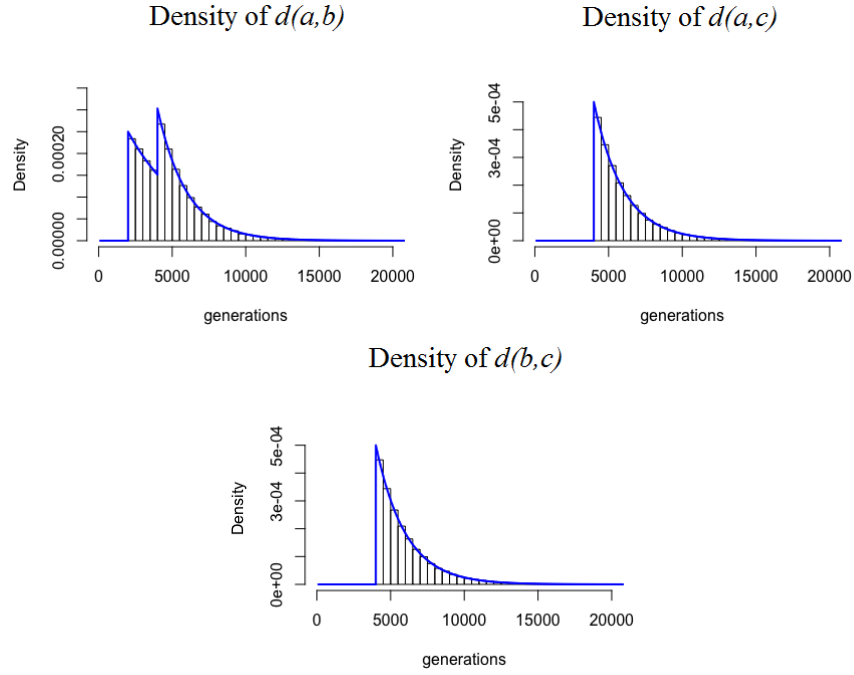 Density of d(a,b)
Density
0.00020
0.00000
0
5000
10000
15000
20000
generations
Density of d(a,c)
Density
5e-04
3e-04
0e+00
0
5000
10000
15000
20000
generations
Density of d(b,c)
Density
5e-04
3e-04
0e+00
0
5000
10000
15000
20000
generations